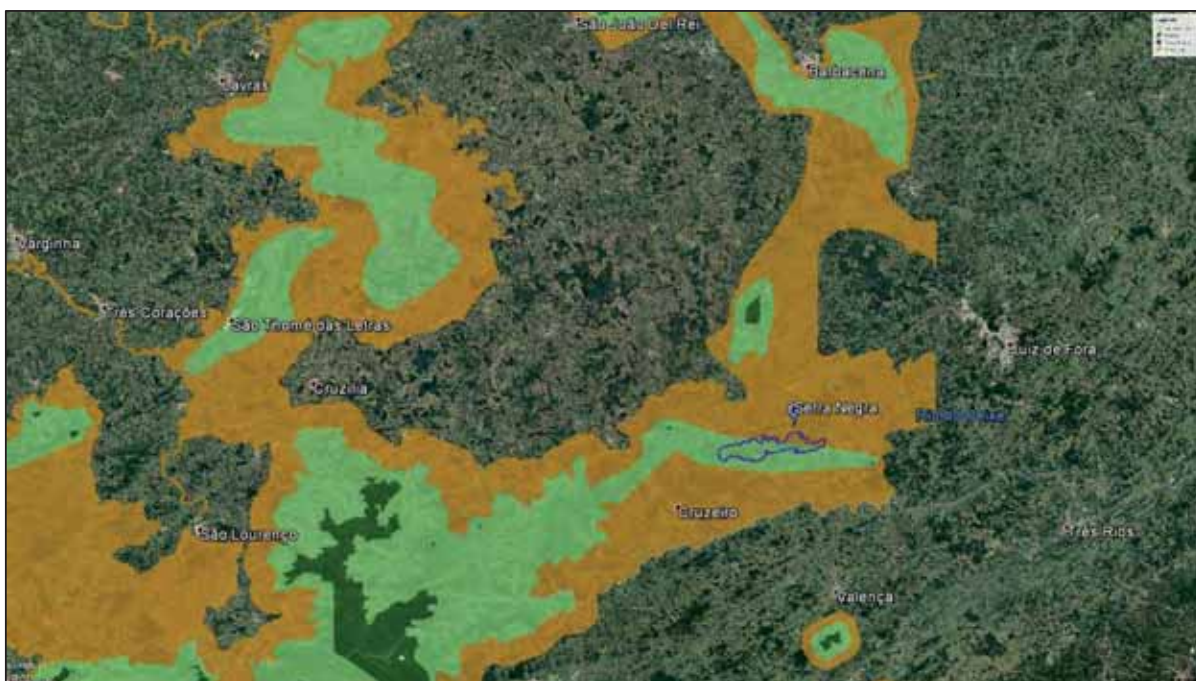 São João Del Rei
Barbacena
Lavras
Varginha
Três Corações
São Thomé das Letras
Juiz de Fora
Cruzília
Serra Negra
Cruzeiro
São Lourenço
Três Rios
Valença